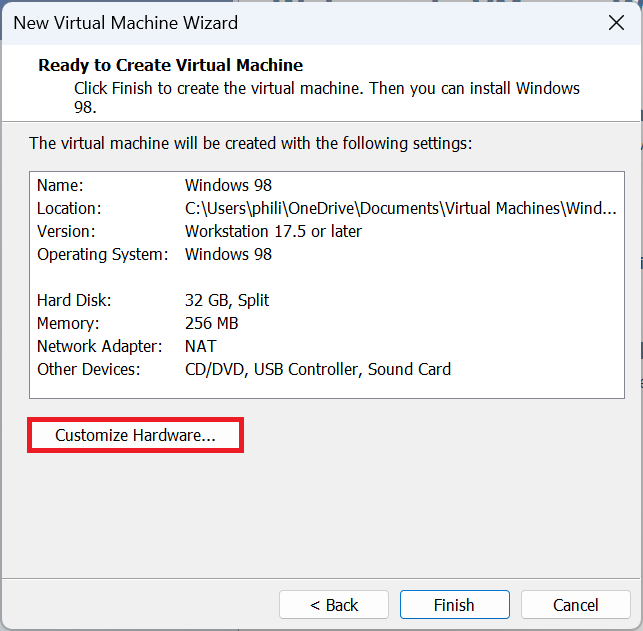 New Virtual Machine Wizard
Ready to Create Virtual Machine
Click Finish to create the virtual machine. Then you can install Windows
98.
The virtual machine will be created with the following settings:
Name: Windows 98
Location: C:\Users\phili\OneDrive\Documents\Virtual Machines\Wind...
Version: Workstation 17.5 or later
Operating System: Windows 98
Hard Disk: 32 GB, Split
Memory: 256 MB
Network Adapter: NAT
Other Devices: CD/DVD, USB Controller, Sound Card
Customize Hardware...
< Back Finish Cancel